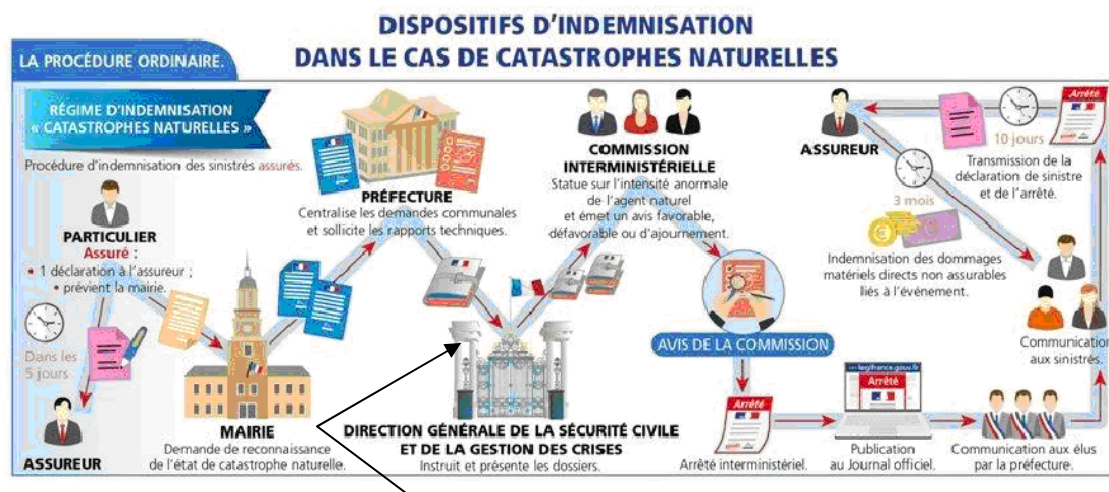 DISPOSITIFS D'INDEMNISATION
DANS LE CAS DE CATASTROPHES NATURELLES
LA PROCÉDURE ORDINAIRE.
RÉGIME D'INDEMNISATION
« CATASTROPHES NATURELLES »
Procédure d'indemnisation des sinistrés assurés.
PARTICULIER
Assuré :
• 1 déclaration à l'assureur ;
• prévient la mairie.
Dans les
5 jours
ASSUREUR
MAIRIE
Demande de reconnaissance
de l'état de catastrophe naturelle.
PRÉFECTURE
Centralise les demandes communales
et sollicite les rapports techniques.
DIRECTION GÉNÉRALE DE LA SÉCURITÉ CIVILE
ET DE LA GESTION DES CRISES
Instruit et présente les dossiers.
COMMISSION
INTERMINISTÉRIELLE
Statue sur l'intensité anormale
de l'agent naturel
et émet un avis favorable,
défavorable ou d'ajournement.
AVIS DE LA COMMISSION
Arrêté
Arrêté interministériel.
legifrance.gouv.fr
Arrêté
Publication
au Journal officiel.
Communication aux élus
par la préfecture.
Communication
aux sinistrés.
Arrêté
10 jours
Transmission de la
déclaration de sinistre
et de l'arrêté.
ASSUREUR
3 mois
Indemnisation des dommages
matériels directs non assurables
liés à l'événement.